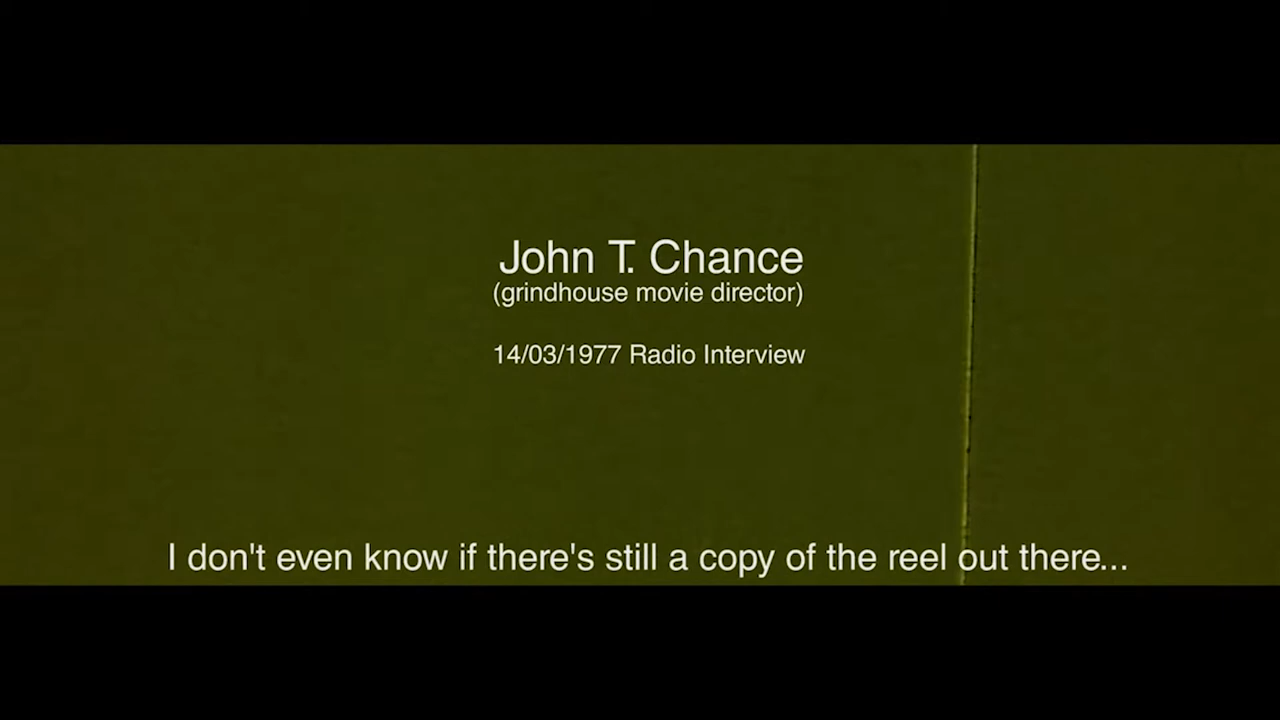 John T. Chance
(grindhouse movie director)
14/03/1977 Radio Interview
I don't even know if there's still a copy of the reel out there...